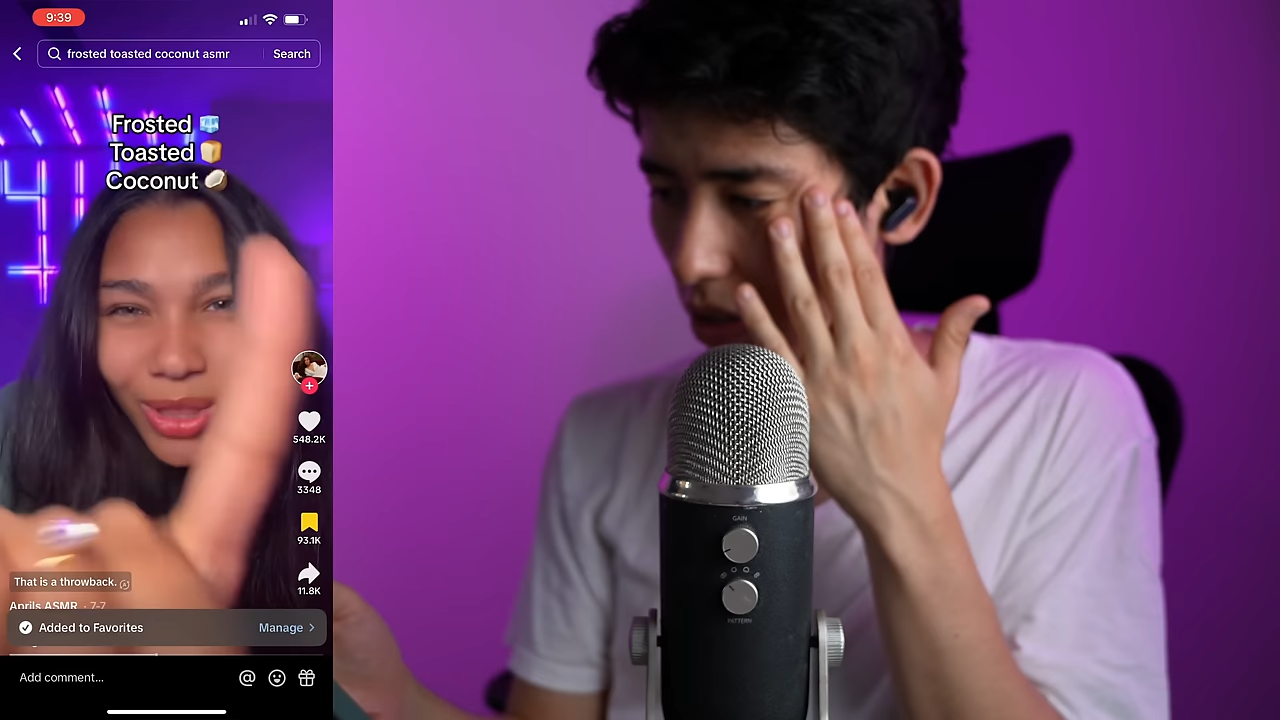 9:39
frosted toasted coconut asmr
Search
Frosted
Toasted
Coconut
548.2K
3348
93.1K
11.8K
That is a throwback.
Aprils ASMR · 7-7
Added to Favorites
Manage >
Add comment...
GAIN
PATTERN